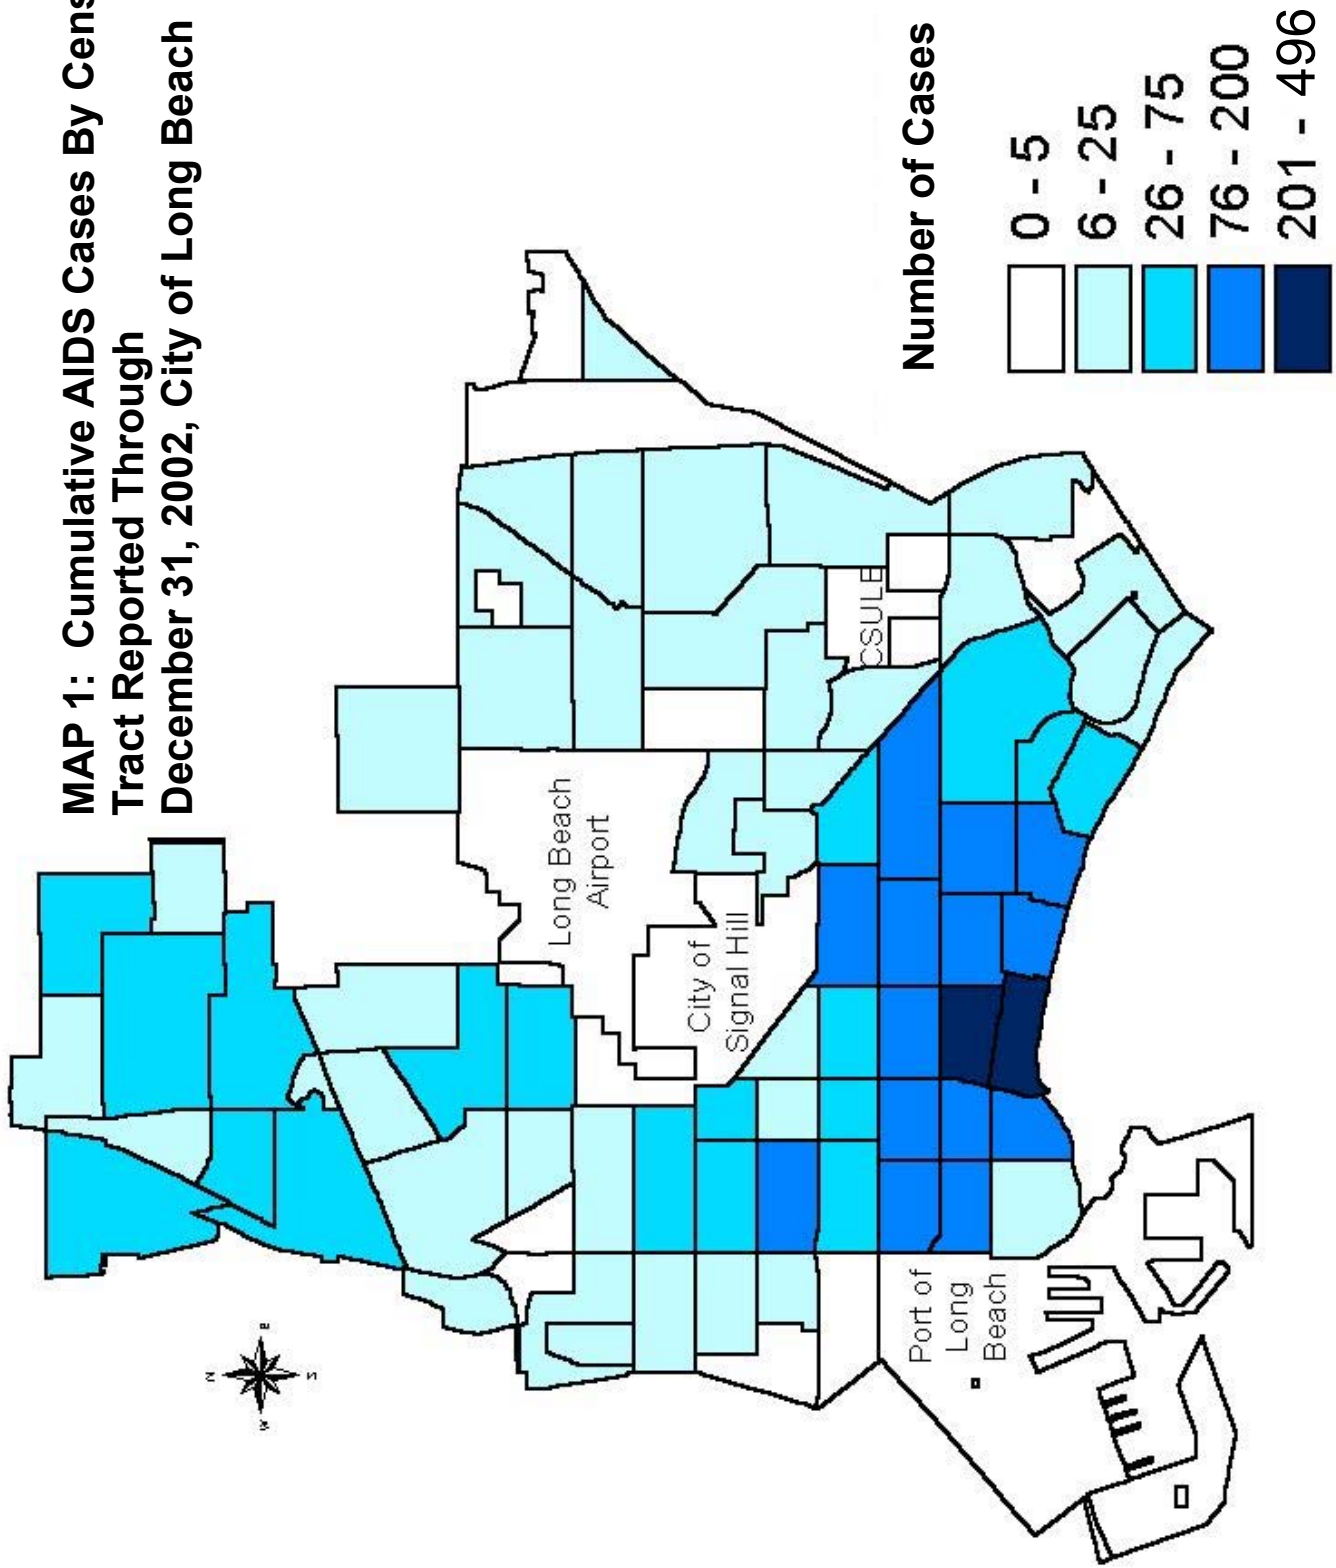 MAP 1: Cumulative AIDS Cases By Cens
Tract Reported Through
December 31, 2002, City of Long Beach
N
W
E
S
Long Beach
Airport
City of
Signal Hill
CSULB
Port of
Long
Beach
Number of Cases
0 - 5
6 - 25
26 - 75
76 - 200
201 - 496